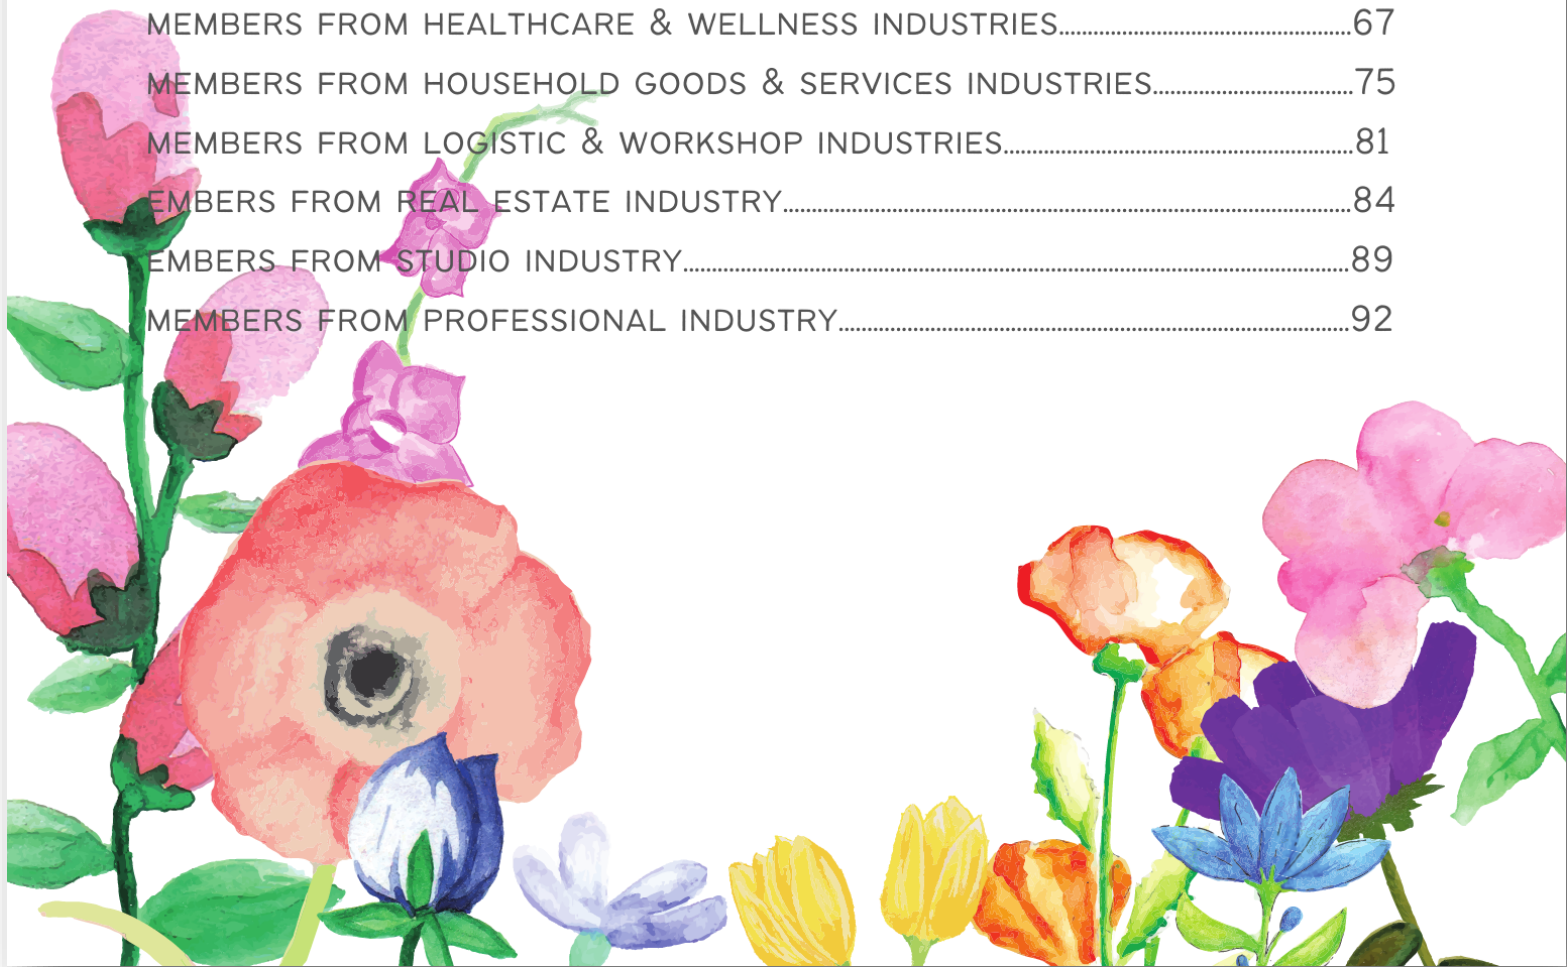 MEMBERS FROM HEALTHCARE & WELLNESS INDUSTRIES........................................67
MEMBERS FROM HOUSEHOLD GOODS & SERVICES INDUSTRIES........................................75
MEMBERS FROM LOGISTIC & WORKSHOP INDUSTRIES........................................81
EMBERS FROM REAL ESTATE INDUSTRY........................................84
EMBERS FROM STUDIO INDUSTRY........................................89
MEMBERS FROM PROFESSIONAL INDUSTRY........................................92